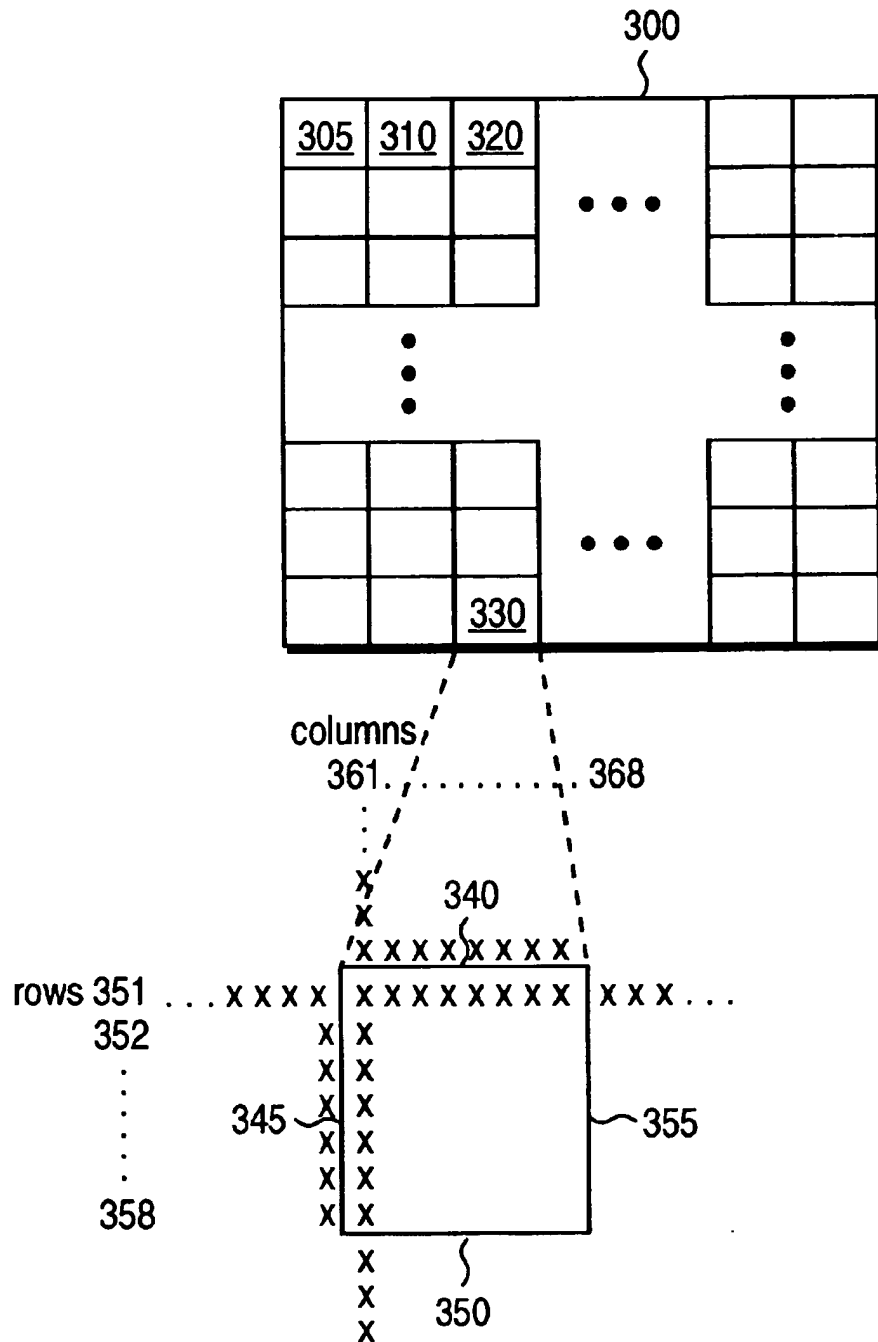 300
305 310 320
330
columns
361 . . . . . . . . . . . . 368
X
X
340
X X X X X X X X
rows 351 . . . X X X X X X X X X X X X X X X . . .
352 X X
X X
X X
345 X X 355
X X
358 X X
X
350
X
X